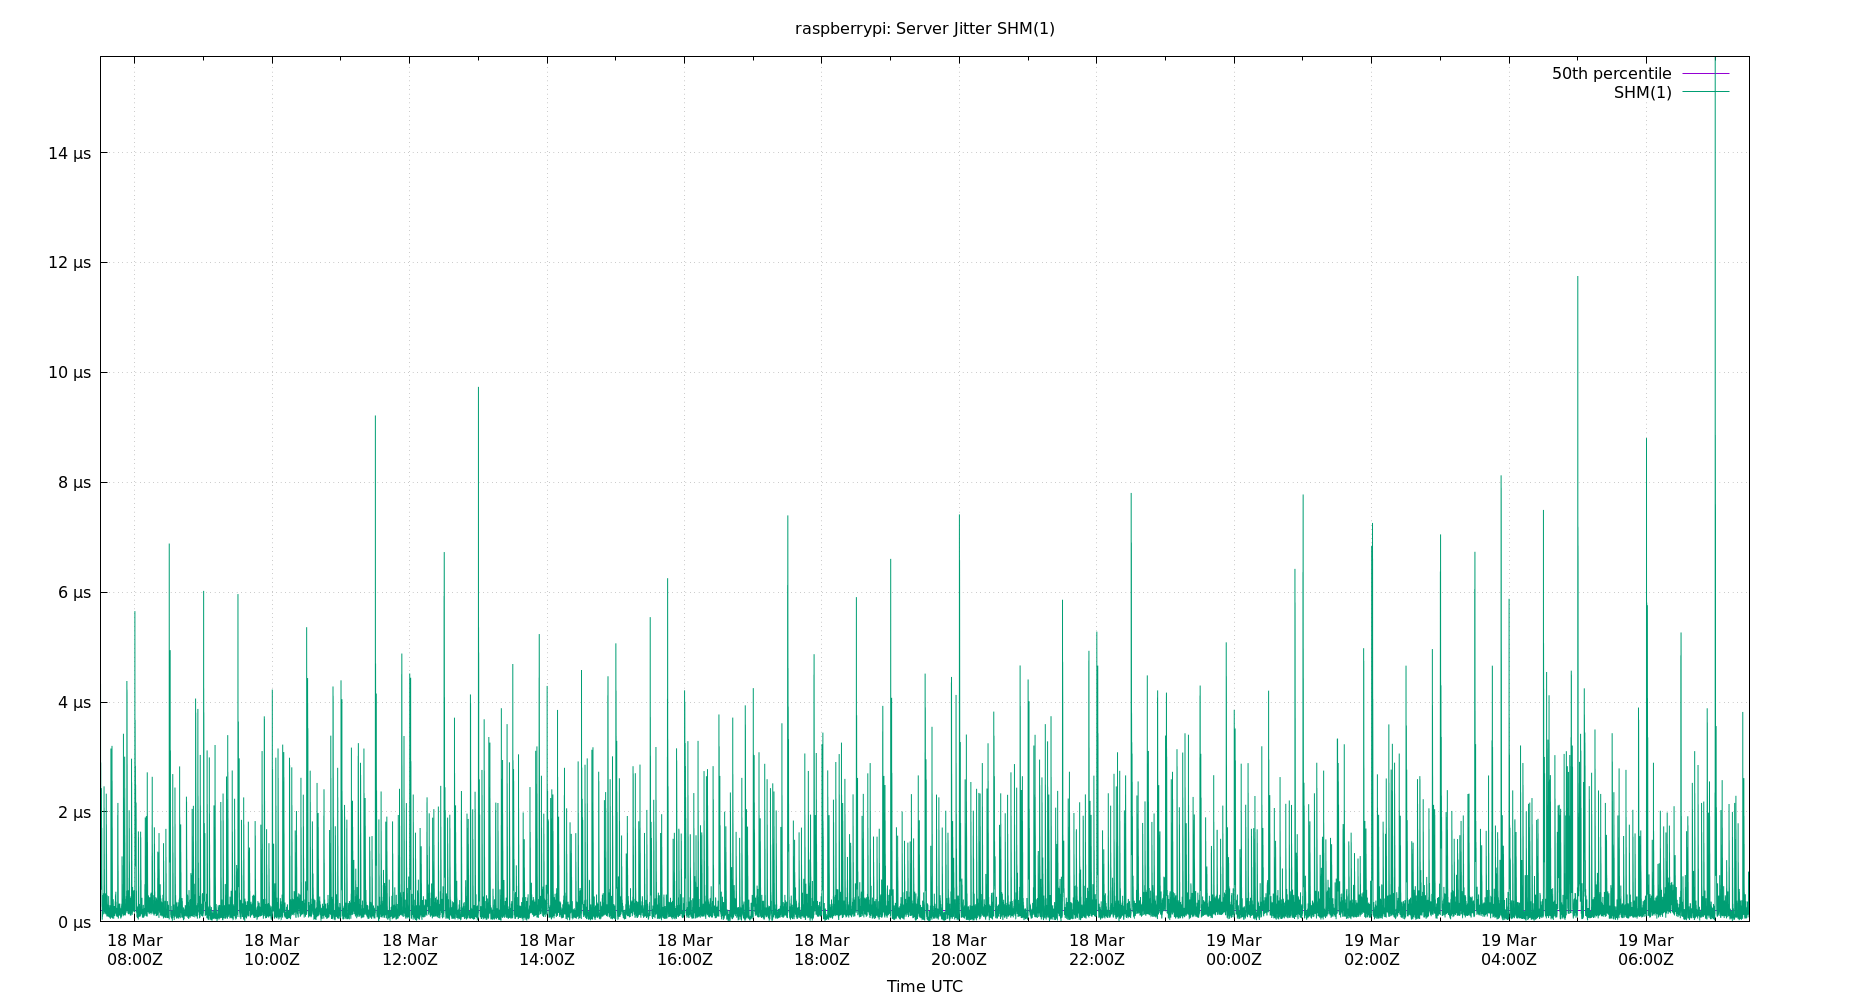 raspberrypi: Server Jitter SHM(1)
50th percentile
SHM(1)
14 µs
12 µs
10 µs
8 µs
6 µs
4 µs
2 µs
0 µs
18 Mar 18 Mar 18 Mar 18 Mar 18 Mar 18 Mar 18 Mar 18 Mar 19 Mar 19 Mar 19 Mar 19 Mar
08:00Z 10:00Z 12:00Z 14:00Z 16:00Z 18:00Z 20:00Z 22:00Z 00:00Z 02:00Z 04:00Z 06:00Z
Time UTC